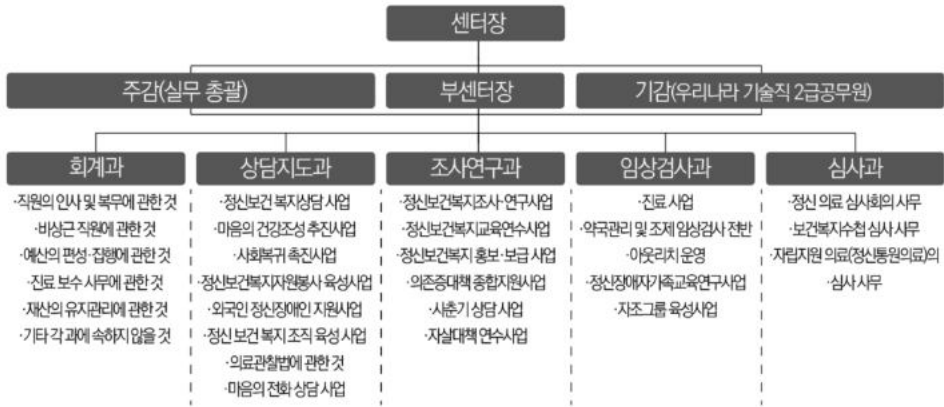 센터장
주감(실무 총괄)
부센터장
기감(우리나라 기술직 2급공무원)
회계과
·직원의 인사 및 복무에 관한 것
·비상근 직원에 관한 것
·예산의 편성·집행에 관한 것
·진료 보수 사무에 관한 것
·재산의 유지관리에 관한 것
·기타 각 과에 속하지 않을 것
상담지도과
·정신보건 복지상담 사업
·마음의 건강조성 추진사업
·사회복귀 촉진사업
·정신보건복지자원봉사 육성사업
·외국인 정신장애인 지원사업
·정신 보건 복지 조직 육성 사업
·의료관찰법에 관한 것
·마음의 전화 상담 사업
조사연구과
·정신보건복지조사·연구사업
·정신보건복지교육연수사업
·정신보건복지 홍보·보급 사업
·의존증대책 종합지원사업
·사춘기 상담 사업
·자살대책 연수사업
임상검사과
·진료 사업
·약국관리 및 조제 임상검사 전반
·아웃리치 운영
·정신장애자가족교육연구사업
·자조그룹 육성사업
심사과
·정신 의료 심사회의 사무
·보건복지수첩 심사 사무
·자립지원 의료(정신통원의료)의
심사 사무